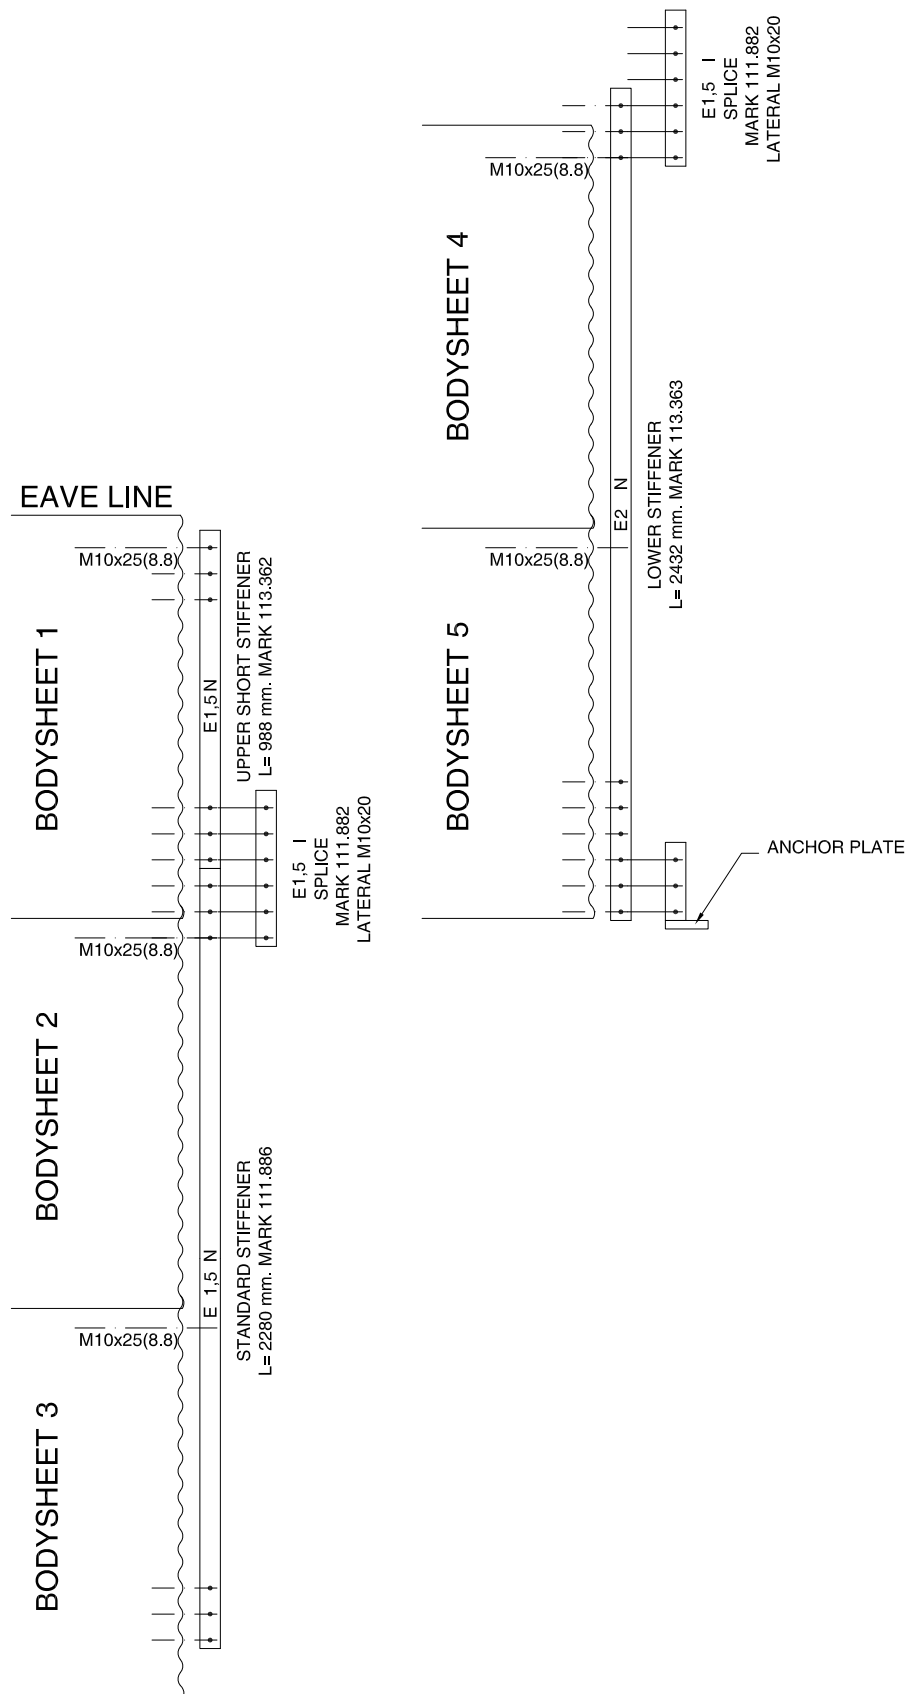 EAVE LINE
M10x25(8.8)
BODYSHEET 1
E1,5 N
UPPER SHORT STIFFENER
L= 988 mm. MARK 113.362
E1,5 I
SPLICE
MARK 111.882
LATERAL M10x20
M10x25(8.8)
BODYSHEET 2
E 1,5 N
STANDARD STIFFENER
L= 2280 mm. MARK 111.886
M10x25(8.8)
BODYSHEET 3
E1,5 I
SPLICE
MARK 111.882
LATERAL M10x20
M10x25(8.8)
BODYSHEET 4
E2 N
LOWER STIFFENER
L= 2432 mm. MARK 113.363
M10x25(8.8)
BODYSHEET 5
ANCHOR PLATE